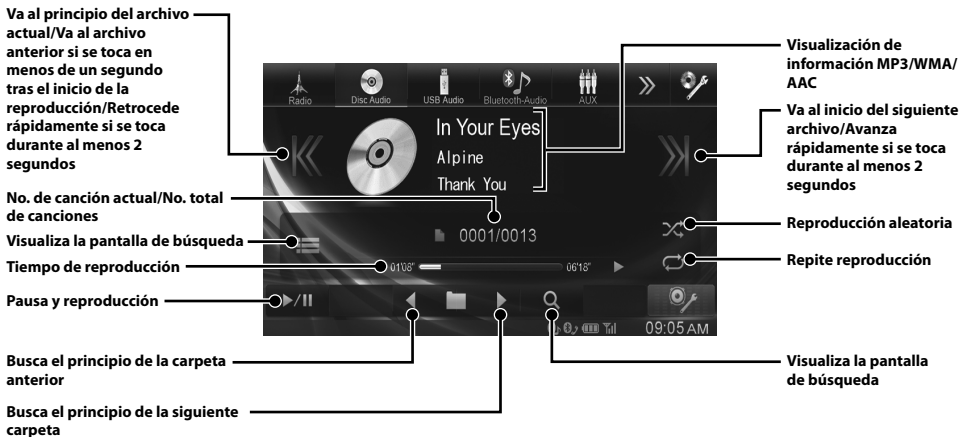 Va al principio del archivo
actual/Va al archivo
anterior si se toca en
menos de un segundo
tras el inicio de la
reproducción/Retrocede
rápidamente si se toca
durante al menos 2
segundos
No. de canción actual/No. total
de canciones
Visualiza la pantalla de búsqueda
Tiempo de reproducción
Pausa y reproducción
Busca el principio de la carpeta
anterior
Busca el principio de la siguiente
carpeta
Radio
Disc Audio
USB Audio
Bluetooth-Audio
AUX
In Your Eyes
Alpine
Thank You
0001/0013
01'08"
06'18"
09:05 AM
Visualización de
información MP3/WMA/
AAC
Va al inicio del siguiente
archivo/Avanza
rápidamente si se toca
durante al menos 2
segundos
Reproducción aleatoria
Repite reproducción
Visualiza la pantalla
de búsqueda